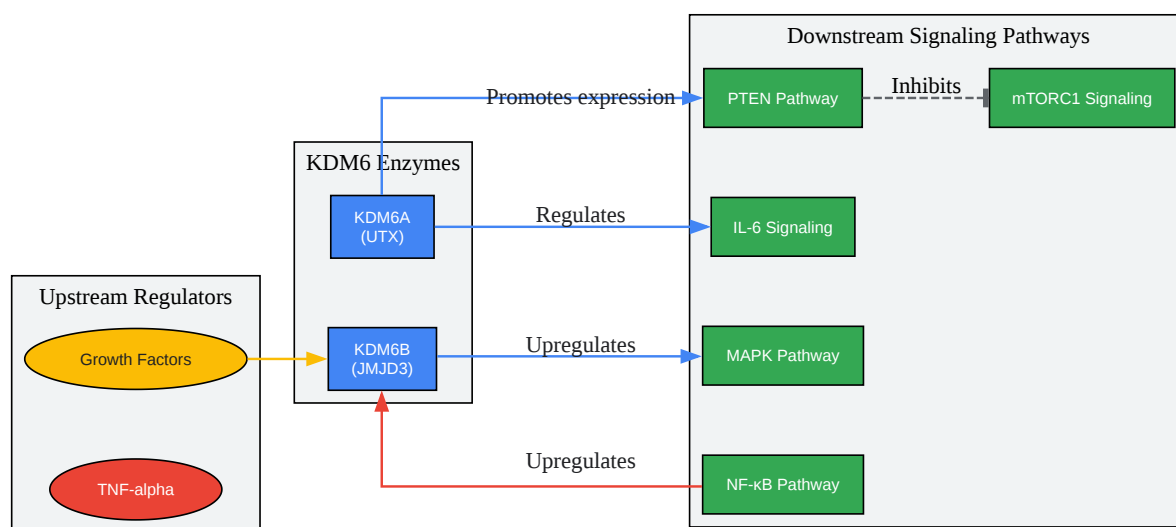 Downstream Signaling Pathways
Promotes expression
PTEN Pathway
Inhibits
mTORC1 Signaling
KDM6 Enzymes
KDM6A
(UTX)
Regulates
IL-6 Signaling
Upstream Regulators
Growth Factors
KDM6B
(JMJD3)
Upregulates
MAPK Pathway
TNF-alpha
Upregulates
NF-κB Pathway